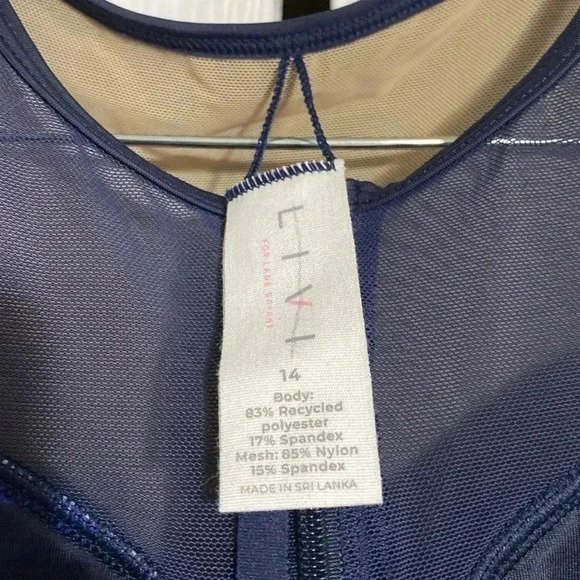 LIVI
FOR LANE BRYANT
14
Body:
83% Recycled
polyester
17% Spandex
Mesh: 85% Nylon
15% Spandex
MADE IN SRI LANKA